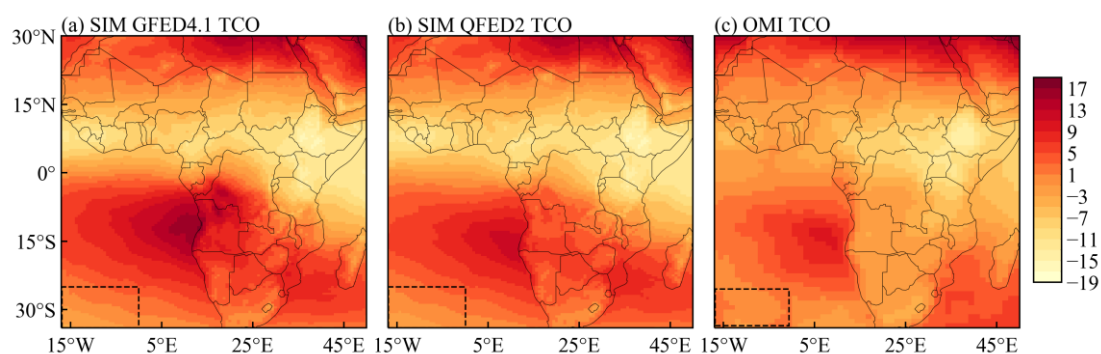 (a) SIM GFED4.1 TCO
(b) SIM QFED2 TCO
(c) OMI TCO
30°N
15°N
0°
15°S
30°S
15°W 5°E 25°E 45°E
15°W 5°E 25°E 45°E
15°W 5°E 25°E 45°E
17
13
9
5
1
−3
−7
−11
−15
−19